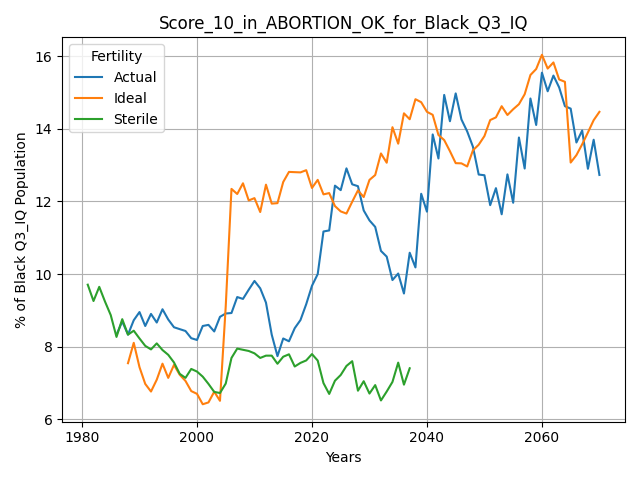 Score_10_in_ABORTION_OK_for_Black_Q3_IQ
Fertility
Actual
Ideal
Sterile
% of Black Q3_IQ Population
16
14
12
10
8
6
1980 2000 2020 2040 2060
Years